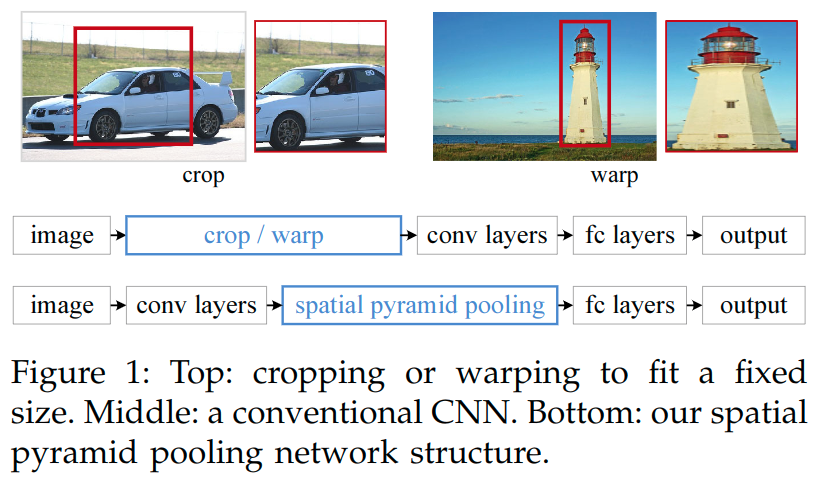 crop
warp
image crop / warp conv layers fc layers output
image conv layers spatial pyramid pooling fc layers output
Figure 1: Top: cropping or warping to fit a fixed
size. Middle: a conventional CNN. Bottom: our spatial
pyramid pooling network structure.